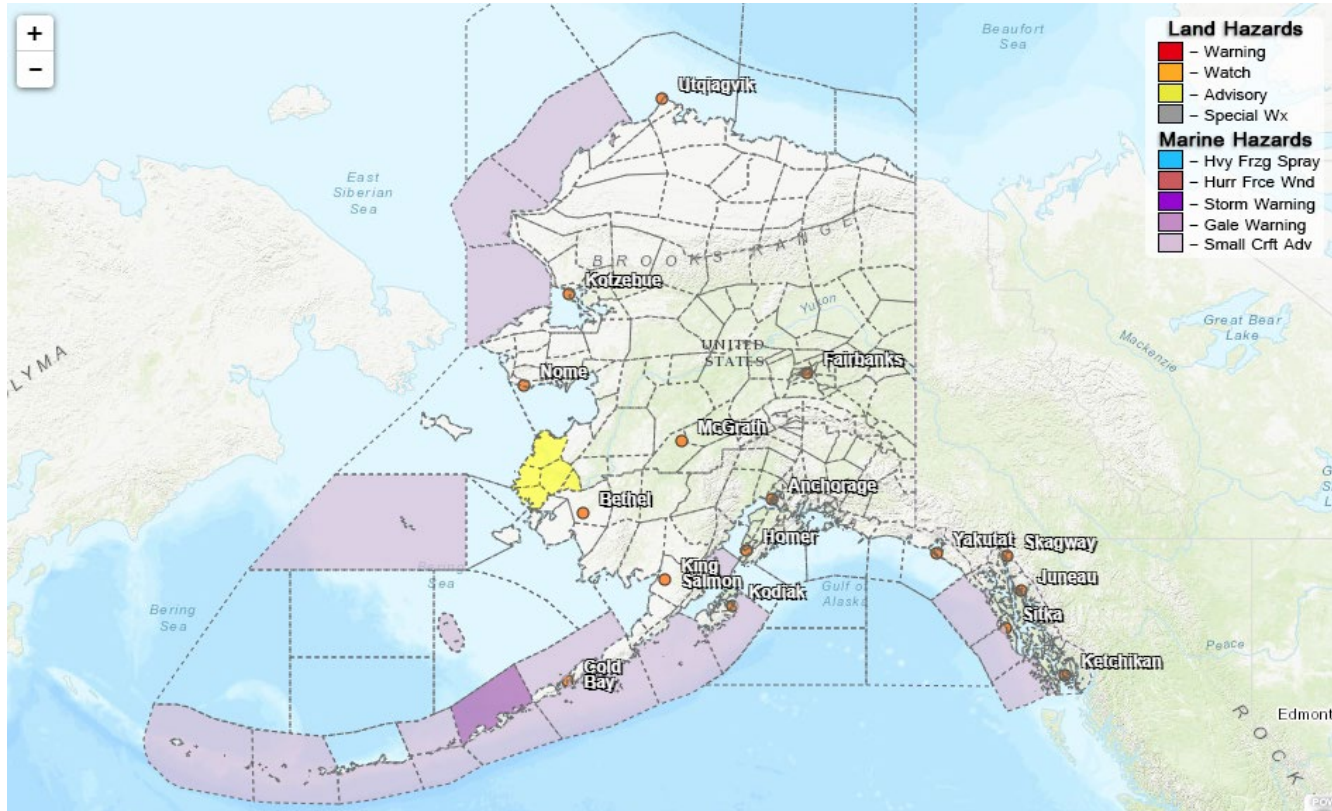 +
−
Beaufort
Sea
Land Hazards
– Warning
– Watch
– Advisory
– Special Wx
Marine Hazards
– Hvy Frzg Spray
– Hurr Frce Wnd
– Storm Warning
– Gale Warning
– Small Crft Adv
Utqiagvik
East
Siberian
Sea
BROOKS RANGE
Kotzebue
Yukon
Great Bear
Lake
Mackenzie
UNITED
STATES
Fairbanks
LYMA
Nome
McGrath
Anchorage
Bethel
Homer
Yakutat
Skagway
King
Salmon
Juneau
Kodiak
Gulf of
Alaska
Sea
Bering
Sea
Sitka
Peace
Cold
Bay
Ketchikan
Edmont
ROCK